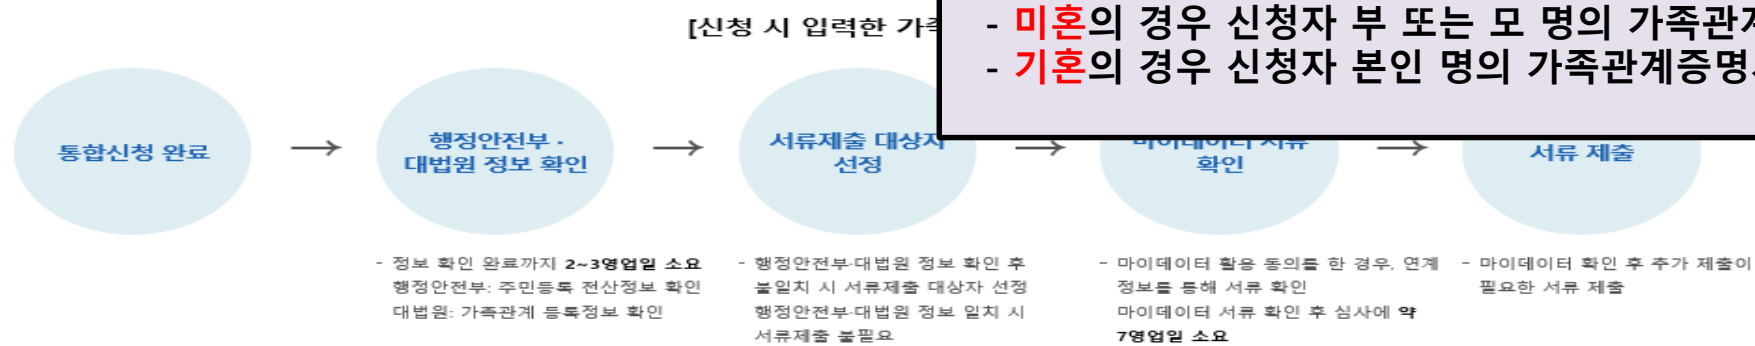 [신청 시 입력한 가족
- 미혼의 경우 신청자 부 또는 모 명의 가족관계
- 기혼의 경우 신청자 본인 명의 가족관계증명
통합신청 완료
→
행정안전부 ·
대법원 정보 확인
→
서류제출 대상자
선정
→
마이데이터 서류
확인
→
서류 제출
- 정보 확인 완료까지 2~3영업일 소요
행정안전부: 주민등록 전산정보 확인
대법원: 가족관계 등록정보 확인
- 행정안전부·대법원 정보 확인 후
불일치 시 서류제출 대상자 선정
행정안전부·대법원 정보 일치 시
서류제출 불필요
- 마이데이터 활용 동의를 한 경우, 연계
정보를 통해 서류 확인
마이데이터 서류 확인 후 심사에 약
7영업일 소요
- 마이데이터 확인 후 추가 제출이
필요한 서류 제출